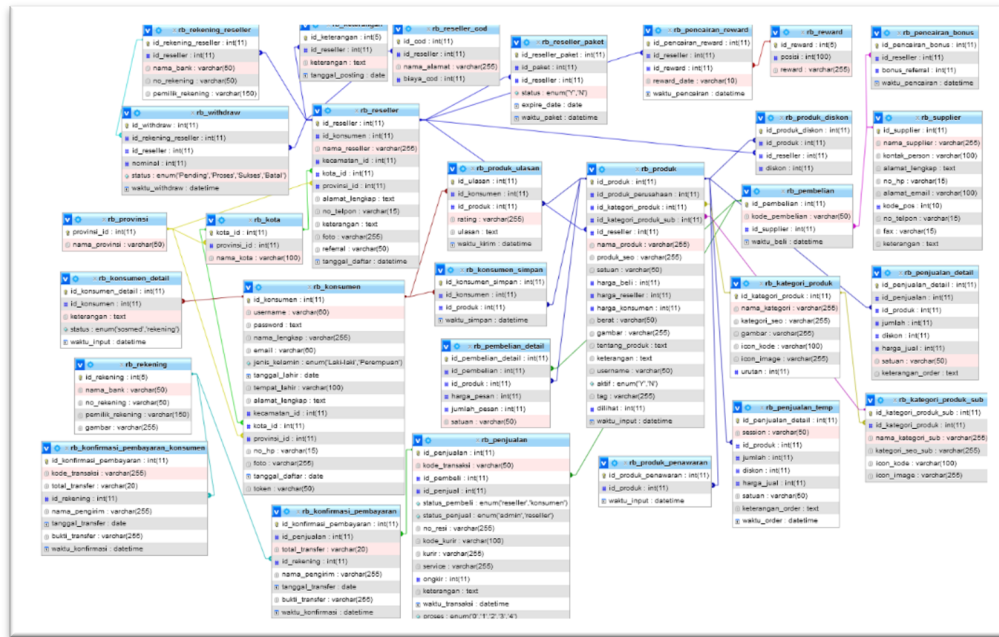 rb_rekening_reseller
id_rekening_reseller : int(11)
id_reseller : int(11)
nama_bank : varchar(50)
no_rekening : varchar(50)
pemilik_rekening : varchar(150)
id_keterangan : int(5)
id_reseller : int(11)
keterangan : text
tanggal_posting : date
rb_reseller_cod
id_cod : int(11)
id_reseller : int(11)
nama_alamat : varchar(255)
biaya_cod : int(11)
rb_reseller_paket
id_reseller_paket : int(11)
id_paket : int(11)
id_reseller : int(11)
status : enum('Y','N')
expire_date : date
waktu_paket : datetime
rb_pencairan_reward
id_pencairan_reward : int(11)
id_reseller : int(11)
id_reward : int(11)
reward_date : varchar(10)
waktu_pencairan : datetime
rb_reward
id_reward : int(5)
posisi : int(100)
reward : varchar(255)
rb_pencairan_bonus
id_pencairan_bonus : int(11)
id_reseller : int(11)
bonus_referral : int(11)
waktu_pencairan : datetime
rb_withdraw
id_withdraw : int(11)
id_rekening_reseller : int(11)
id_reseller : int(11)
nominal : int(11)
status : enum('Pending','Proses','Sukses','Batal')
waktu_withdraw : datetime
rb_reseller
id_reseller : int(11)
id_konsumen : int(11)
nama_reseller : varchar(255)
kecamatan_id : int(11)
kota_id : int(11)
provinsi_id : int(11)
alamat_lengkap : text
no_telpon : varchar(15)
keterangan : text
foto : varchar(255)
referral : varchar(50)
tanggal_daftar : datetime
rb_produk_diskon
id_produk_diskon : int(11)
id_produk : int(11)
id_reseller : int(11)
diskon : int(11)
rb_supplier
id_supplier : int(11)
nama_supplier : varchar(255)
kontak_person : varchar(100)
alamat_lengkap : text
no_hp : varchar(15)
alamat_email : varchar(100)
kode_pos : int(10)
no_telpon : varchar(15)
fax : varchar(15)
keterangan : text
rb_produk_ulasan
id_ulasan : int(11)
id_konsumen : int(11)
id_produk : int(11)
rating : varchar(255)
ulasan : text
waktu_kirim : datetime
rb_produk
id_produk : int(11)
id_produk_perusahaan : int(11)
id_kategori_produk : int(11)
id_kategori_produk_sub : int(11)
id_reseller : int(11)
nama_produk : varchar(255)
produk_seo : varchar(255)
satuan : varchar(50)
harga_beli : int(11)
harga_reseller : int(11)
harga_konsumen : int(11)
berat : varchar(50)
gambar : varchar(255)
tentang_produk : text
keterangan : text
username : varchar(50)
aktif : enum('Y','N')
tag : varchar(255)
dilihat : int(11)
waktu_input : datetime
rb_pembelian
id_pembelian : int(11)
kode_pembelian : varchar(50)
id_supplier : int(11)
waktu_beli : datetime
rb_provinsi
provinsi_id : int(11)
nama_provinsi : varchar(50)
rb_kota
kota_id : int(11)
provinsi_id : int(11)
nama_kota : varchar(100)
rb_konsumen_detail
id_konsumen_detail : int(11)
id_konsumen : int(11)
keterangan : text
status : enum('sosmed','rekening')
waktu_input : datetime
rb_konsumen
id_konsumen : int(11)
username : varchar(50)
password : text
nama_lengkap : varchar(255)
email : varchar(60)
jenis_kelamin : enum('Laki-laki','Perempuan')
tanggal_lahir : date
tempat_lahir : varchar(100)
alamat_lengkap : text
kecamatan_id : int(11)
kota_id : int(11)
provinsi_id : int(11)
no_hp : varchar(15)
foto : varchar(255)
tanggal_daftar : date
token : varchar(50)
rb_konsumen_simpan
id_konsumen_simpan : int(11)
id_konsumen : int(11)
id_produk : int(11)
waktu_simpan : datetime
rb_kategori_produk
id_kategori_produk : int(11)
nama_kategori : varchar(255)
kategori_seo : varchar(255)
gambar : varchar(255)
icon_kode : varchar(100)
icon_image : varchar(255)
urutan : int(11)
rb_penjualan_detail
id_penjualan_detail : int(11)
id_penjualan : int(11)
id_produk : int(11)
jumlah : int(11)
diskon : int(11)
harga_jual : int(11)
satuan : varchar(50)
keterangan_order : text
rb_pembelian_detail
id_pembelian_detail : int(11)
id_pembelian : int(11)
id_produk : int(11)
harga_pesan : int(11)
jumlah_pesan : int(11)
satuan : varchar(50)
rb_rekening
id_rekening : int(5)
nama_bank : varchar(50)
no_rekening : varchar(50)
pemilik_rekening : varchar(150)
gambar : varchar(255)
rb_kategori_produk_sub
id_kategori_produk_sub : int(11)
id_kategori_produk : int(11)
nama_kategori_sub : varchar(255)
kategori_seo_sub : varchar(255)
icon_kode : varchar(100)
icon_image : varchar(255)
rb_penjualan_temp
id_penjualan_detail : int(11)
session : varchar(50)
id_produk : int(11)
jumlah : int(11)
diskon : int(11)
harga_jual : int(11)
satuan : varchar(50)
keterangan_order : text
waktu_order : datetime
rb_konfirmasi_pembayaran_konsumen
id_konfirmasi_pembayaran : int(11)
kode_transaksi : varchar(255)
total_transfer : varchar(20)
id_rekening : int(11)
nama_pengirim : varchar(255)
tanggal_transfer : date
bukti_transfer : varchar(255)
waktu_konfirmasi : datetime
rb_penjualan
id_penjualan : int(11)
kode_transaksi : varchar(50)
id_pembeli : int(11)
id_penjual : int(11)
status_pembeli : enum('reseller','konsumen')
status_penjual : enum('admin','reseller')
no_resi : varchar(255)
kode_kurir : varchar(100)
kurir : varchar(255)
service : varchar(255)
ongkir : int(11)
keterangan : text
waktu_transaksi : datetime
proses : enum('0','1','2','3','4')
rb_produk_penawaran
id_produk_penawaran : int(11)
id_produk : int(11)
waktu_input : datetime
rb_konfirmasi_pembayaran
id_konfirmasi_pembayaran : int(11)
id_penjualan : int(11)
total_transfer : varchar(20)
id_rekening : int(11)
nama_pengirim : varchar(255)
tanggal_transfer : date
bukti_transfer : varchar(255)
waktu_konfirmasi : datetime